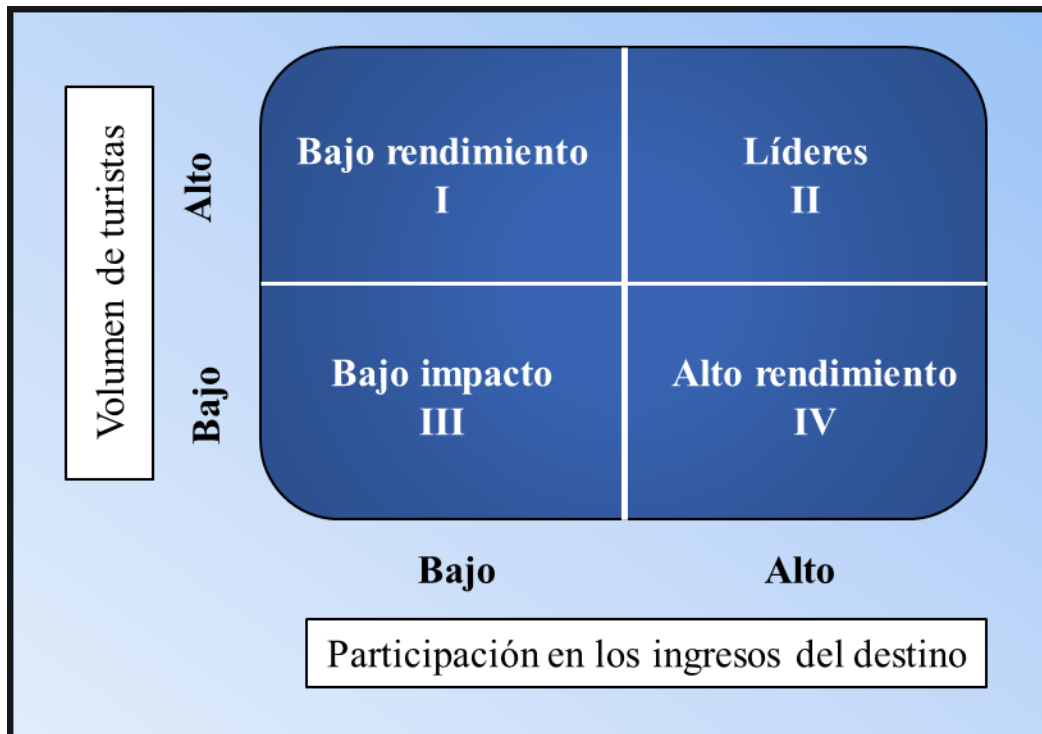 Volumen de turistas
Alto
Bajo
Bajo rendimiento
I
Líderes
II
Bajo impacto
III
Alto rendimiento
IV
Bajo
Alto
Participación en los ingresos del destino